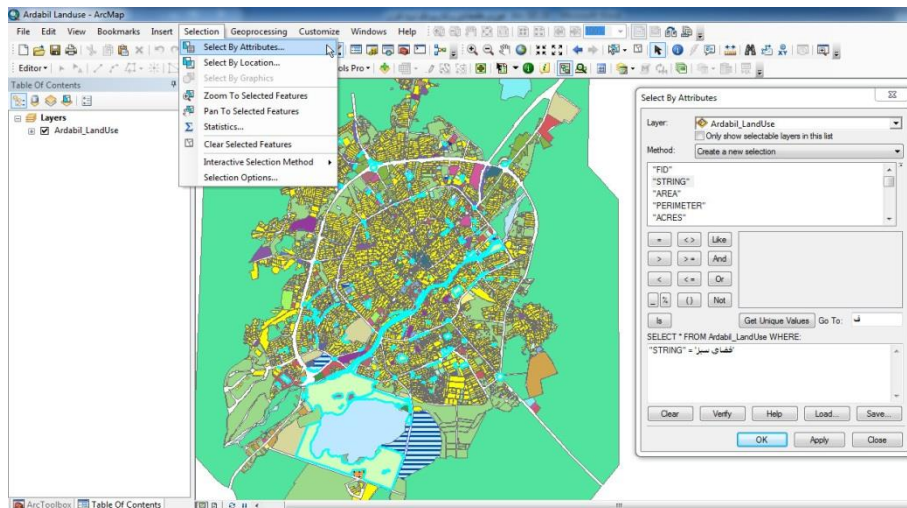 Ardabil Landuse - ArcMap
File Edit View Bookmarks Insert Selection Geoprocessing Customize Windows Help
Editor
Table Of Contents
Layers
Ardabil_LandUse
Select By Attributes...
Select By Location...
Select By Graphics
Zoom To Selected Features
Pan To Selected Features
Statistics...
Clear Selected Features
Interactive Selection Method
Selection Options...
ols Pro
Select By Attributes
Layer: Ardabil_LandUse
Only show selectable layers in this list
Method: Create a new selection
"FID"
"STRING"
"AREA"
"PERIMETER"
"ACRES"
= < > Like
> > = And
< < = Or
_ % () Not
Is Get Unique Values Go To: ف
SELECT * FROM Ardabil_LandUse WHERE:
"STRING" = 'فضای سبز'
Clear Verify Help Load... Save...
OK Apply Close
ArcToolbox Table Of Contents